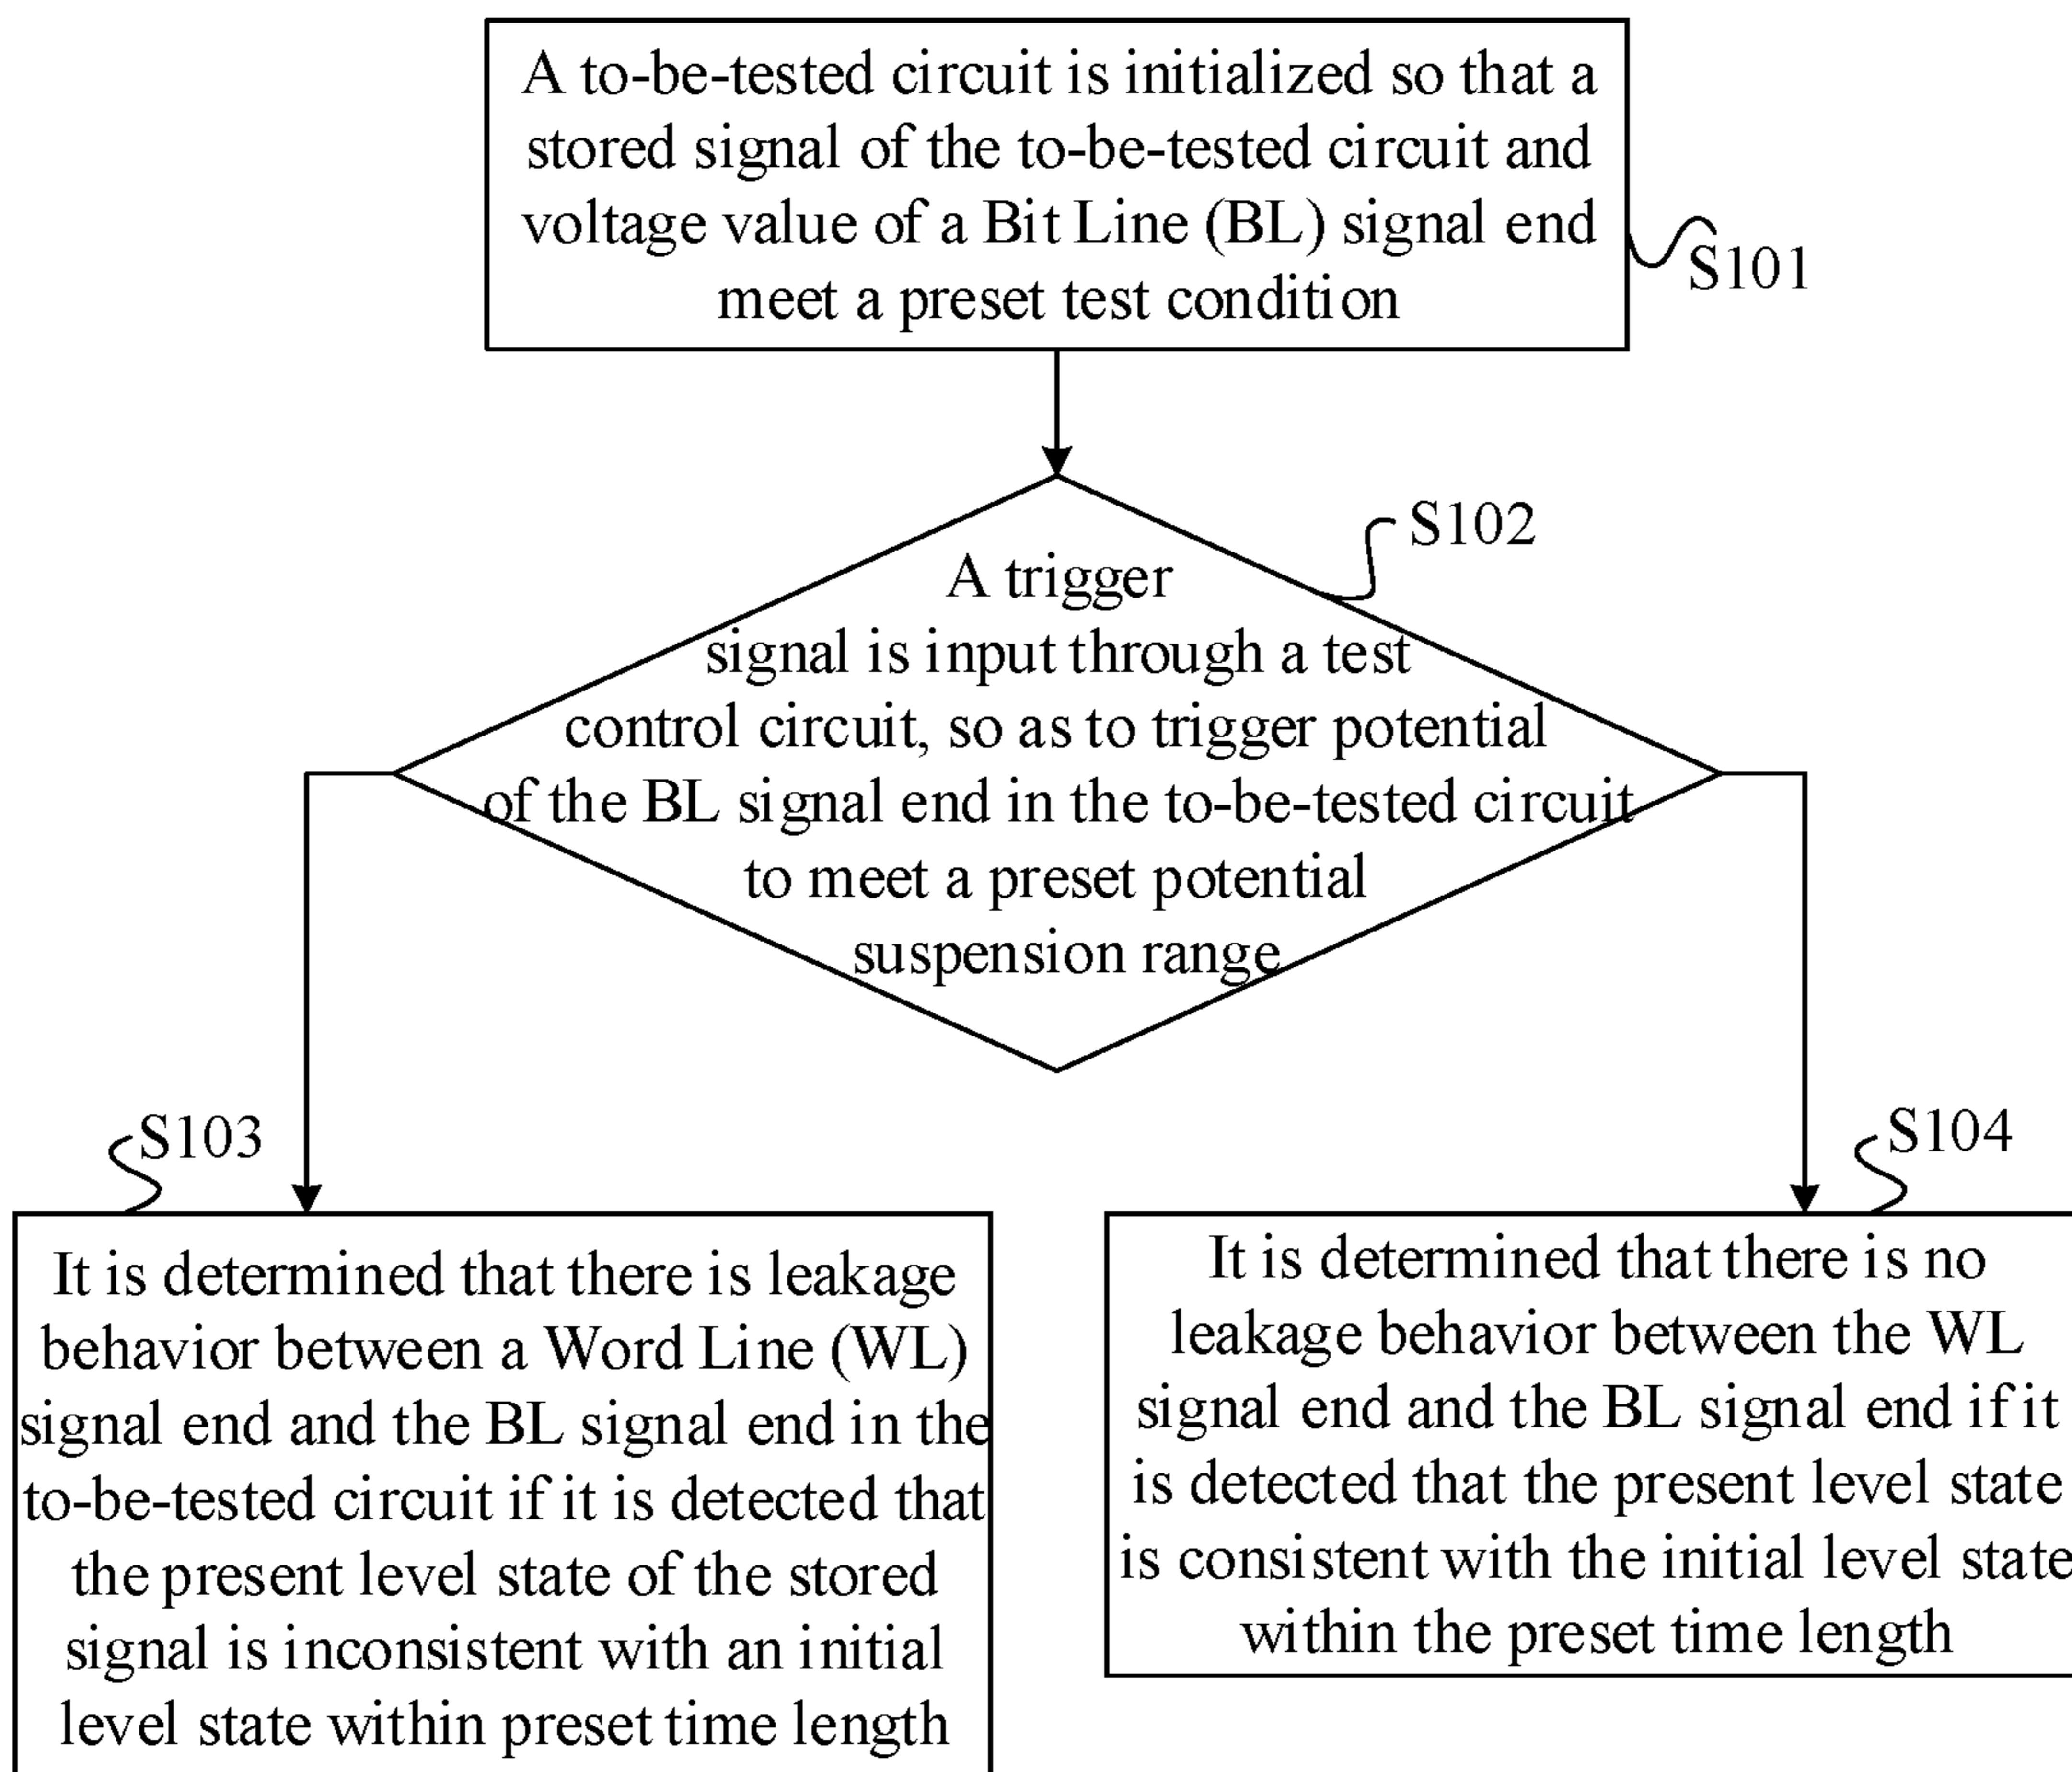 A to-be-tested circuit is initialized so that a
stored signal of the to-be-tested circuit and
voltage value of a Bit Line (BL) signal end
meet a preset test condition
S101
S102
A trigger
signal is input through a test
control circuit, so as to trigger potential
of the BL signal end in the to-be-tested circuit
to meet a preset potential
suspension range
S103
It is determined that there is leakage
behavior between a Word Line (WL)
signal end and the BL signal end in the
to-be-tested circuit if it is detected that
the present level state of the stored
signal is inconsistent with an initial
level state within preset time length
S104
It is determined that there is no
leakage behavior between the WL
signal end and the BL signal end if it
is detected that the present level state
is consistent with the initial level state
within the preset time length